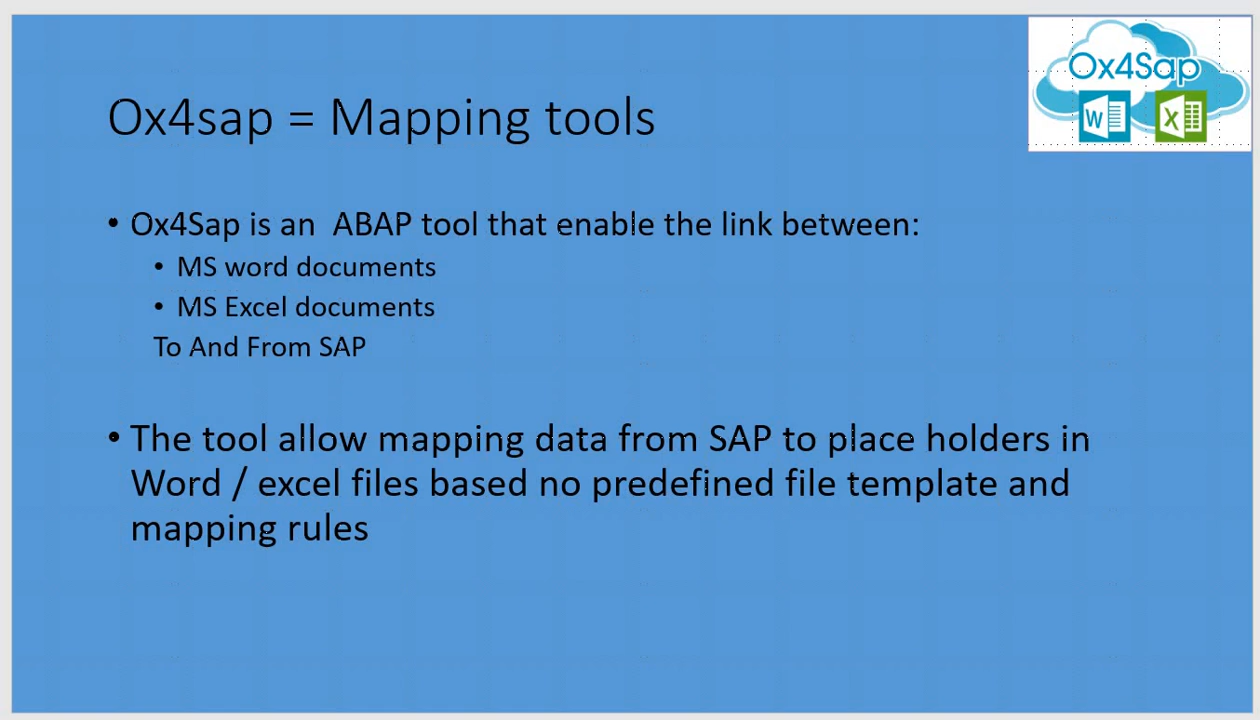 Ox4Sap
W
X
Ox4sap = Mapping tools
• Ox4Sap is an ABAP tool that enable the link between:
• MS word documents
• MS Excel documents
To And From SAP
• The tool allow mapping data from SAP to place holders in
Word / excel files based no predefined file template and
mapping rules